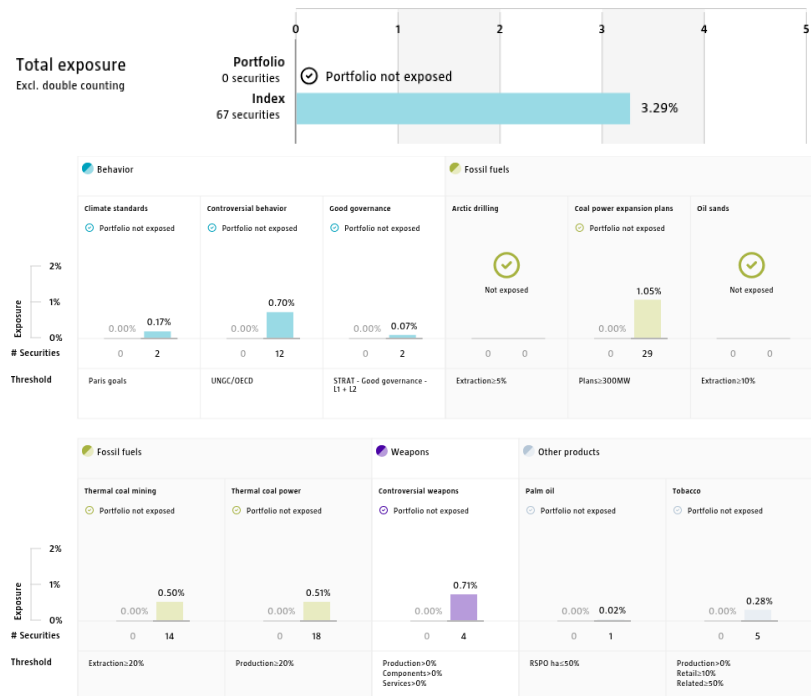 0 1 2 3 4 5
Total exposure
Excl. double counting
Portfolio
0 securities
Portfolio not exposed
Index
67 securities
3.29%
Behavior
Fossil fuels
Climate standards
Controversial behavior
Good governance
Arctic drilling
Coal power expansion plans
Oil sands
Portfolio not exposed
Portfolio not exposed
Portfolio not exposed
Portfolio not exposed
Not exposed
Not exposed
Exposure
2%
1%
0%
0.00% 0.17%
0.00% 0.70%
0.00% 0.07%
0.00% 1.05%
# Securities 0 2 0 12 0 2 0 0 0 29 0 0
Threshold
Paris goals
UNGC/OECD
STRAT - Good governance -
L1 + L2
Extraction≥5%
Plans≥300MW
Extraction≥10%
Fossil fuels
Weapons
Other products
Thermal coal mining
Thermal coal power
Controversial weapons
Palm oil
Tobacco
Portfolio not exposed
Portfolio not exposed
Portfolio not exposed
Portfolio not exposed
Portfolio not exposed
Exposure
2%
1%
0%
0.00% 0.50%
0.00% 0.51%
0.00% 0.71%
0.00% 0.02%
0.00% 0.28%
# Securities 0 14 0 18 0 4 0 1 0 5
Threshold
Extraction≥20%
Production≥20%
Production>0%
Components>0%
Services>0%
RSPO ha≤50%
Production>0%
Retail≥10%
Related≥50%